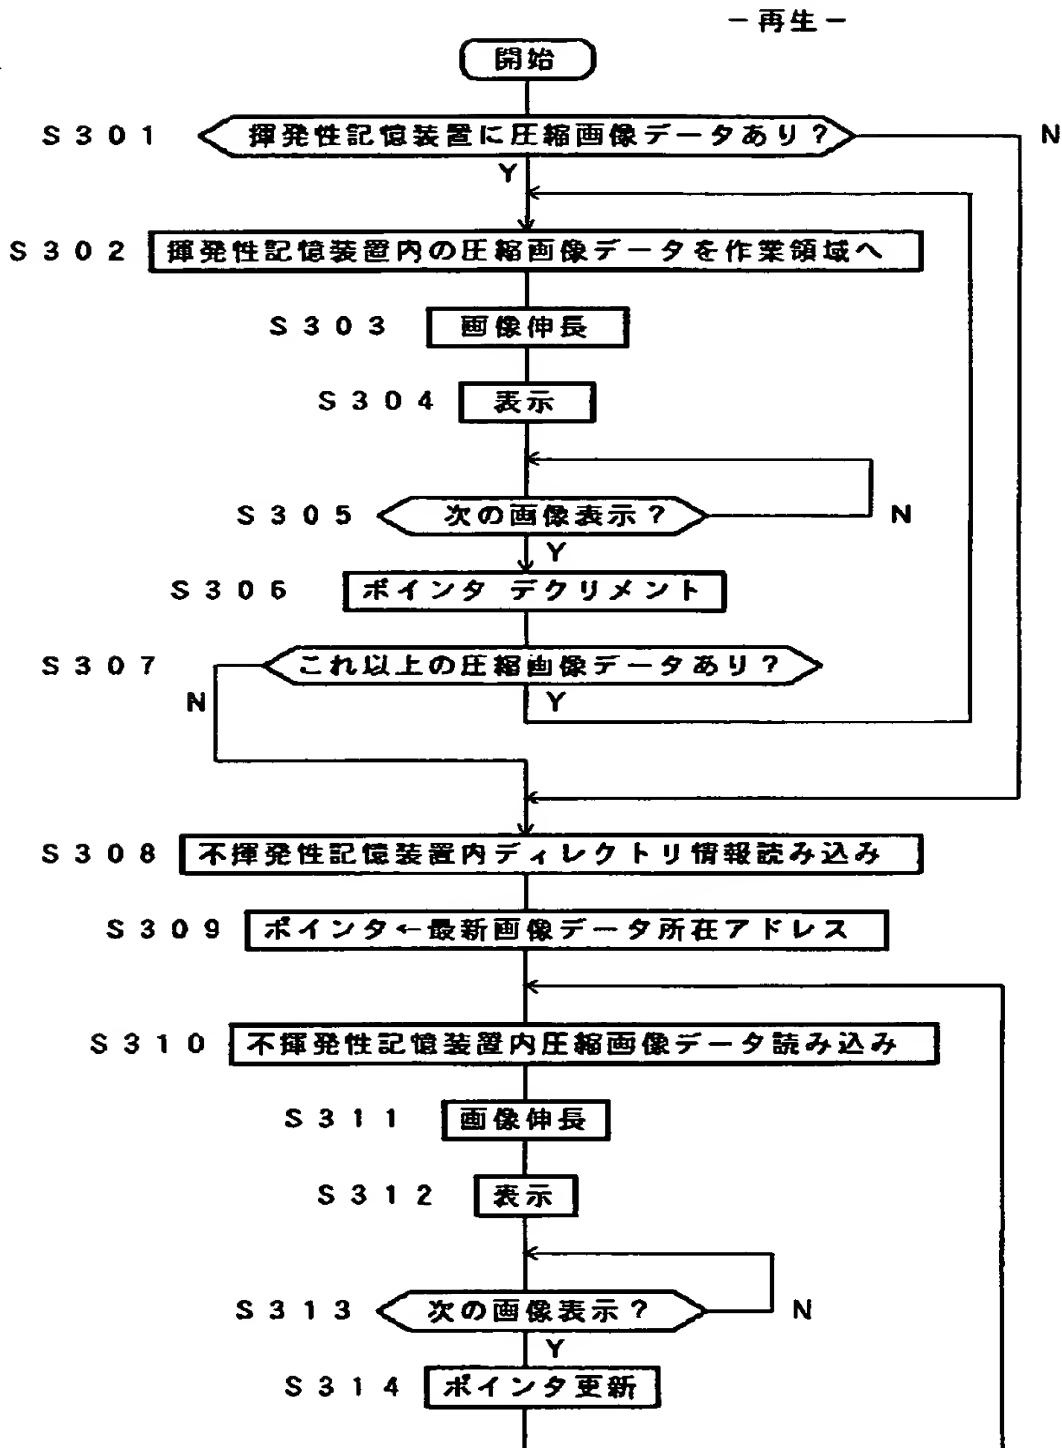 －再生－
開始
S301 揮発性記憶装置に圧縮画像データあり？ N
Y
S302 揮発性記憶装置内の圧縮画像データを作業領域へ
S303 画像伸長
S304 表示
S305 次の画像表示？ N
Y
S306 ポインタ デクリメント
S307 これ以上の圧縮画像データあり？
N Y
S308 不揮発性記憶装置内ディレクトリ情報読み込み
S309 ポインタ←最新画像データ所在アドレス
S310 不揮発性記憶装置内圧縮画像データ読み込み
S311 画像伸長
S312 表示
S313 次の画像表示？ N
Y
S314 ポインタ更新